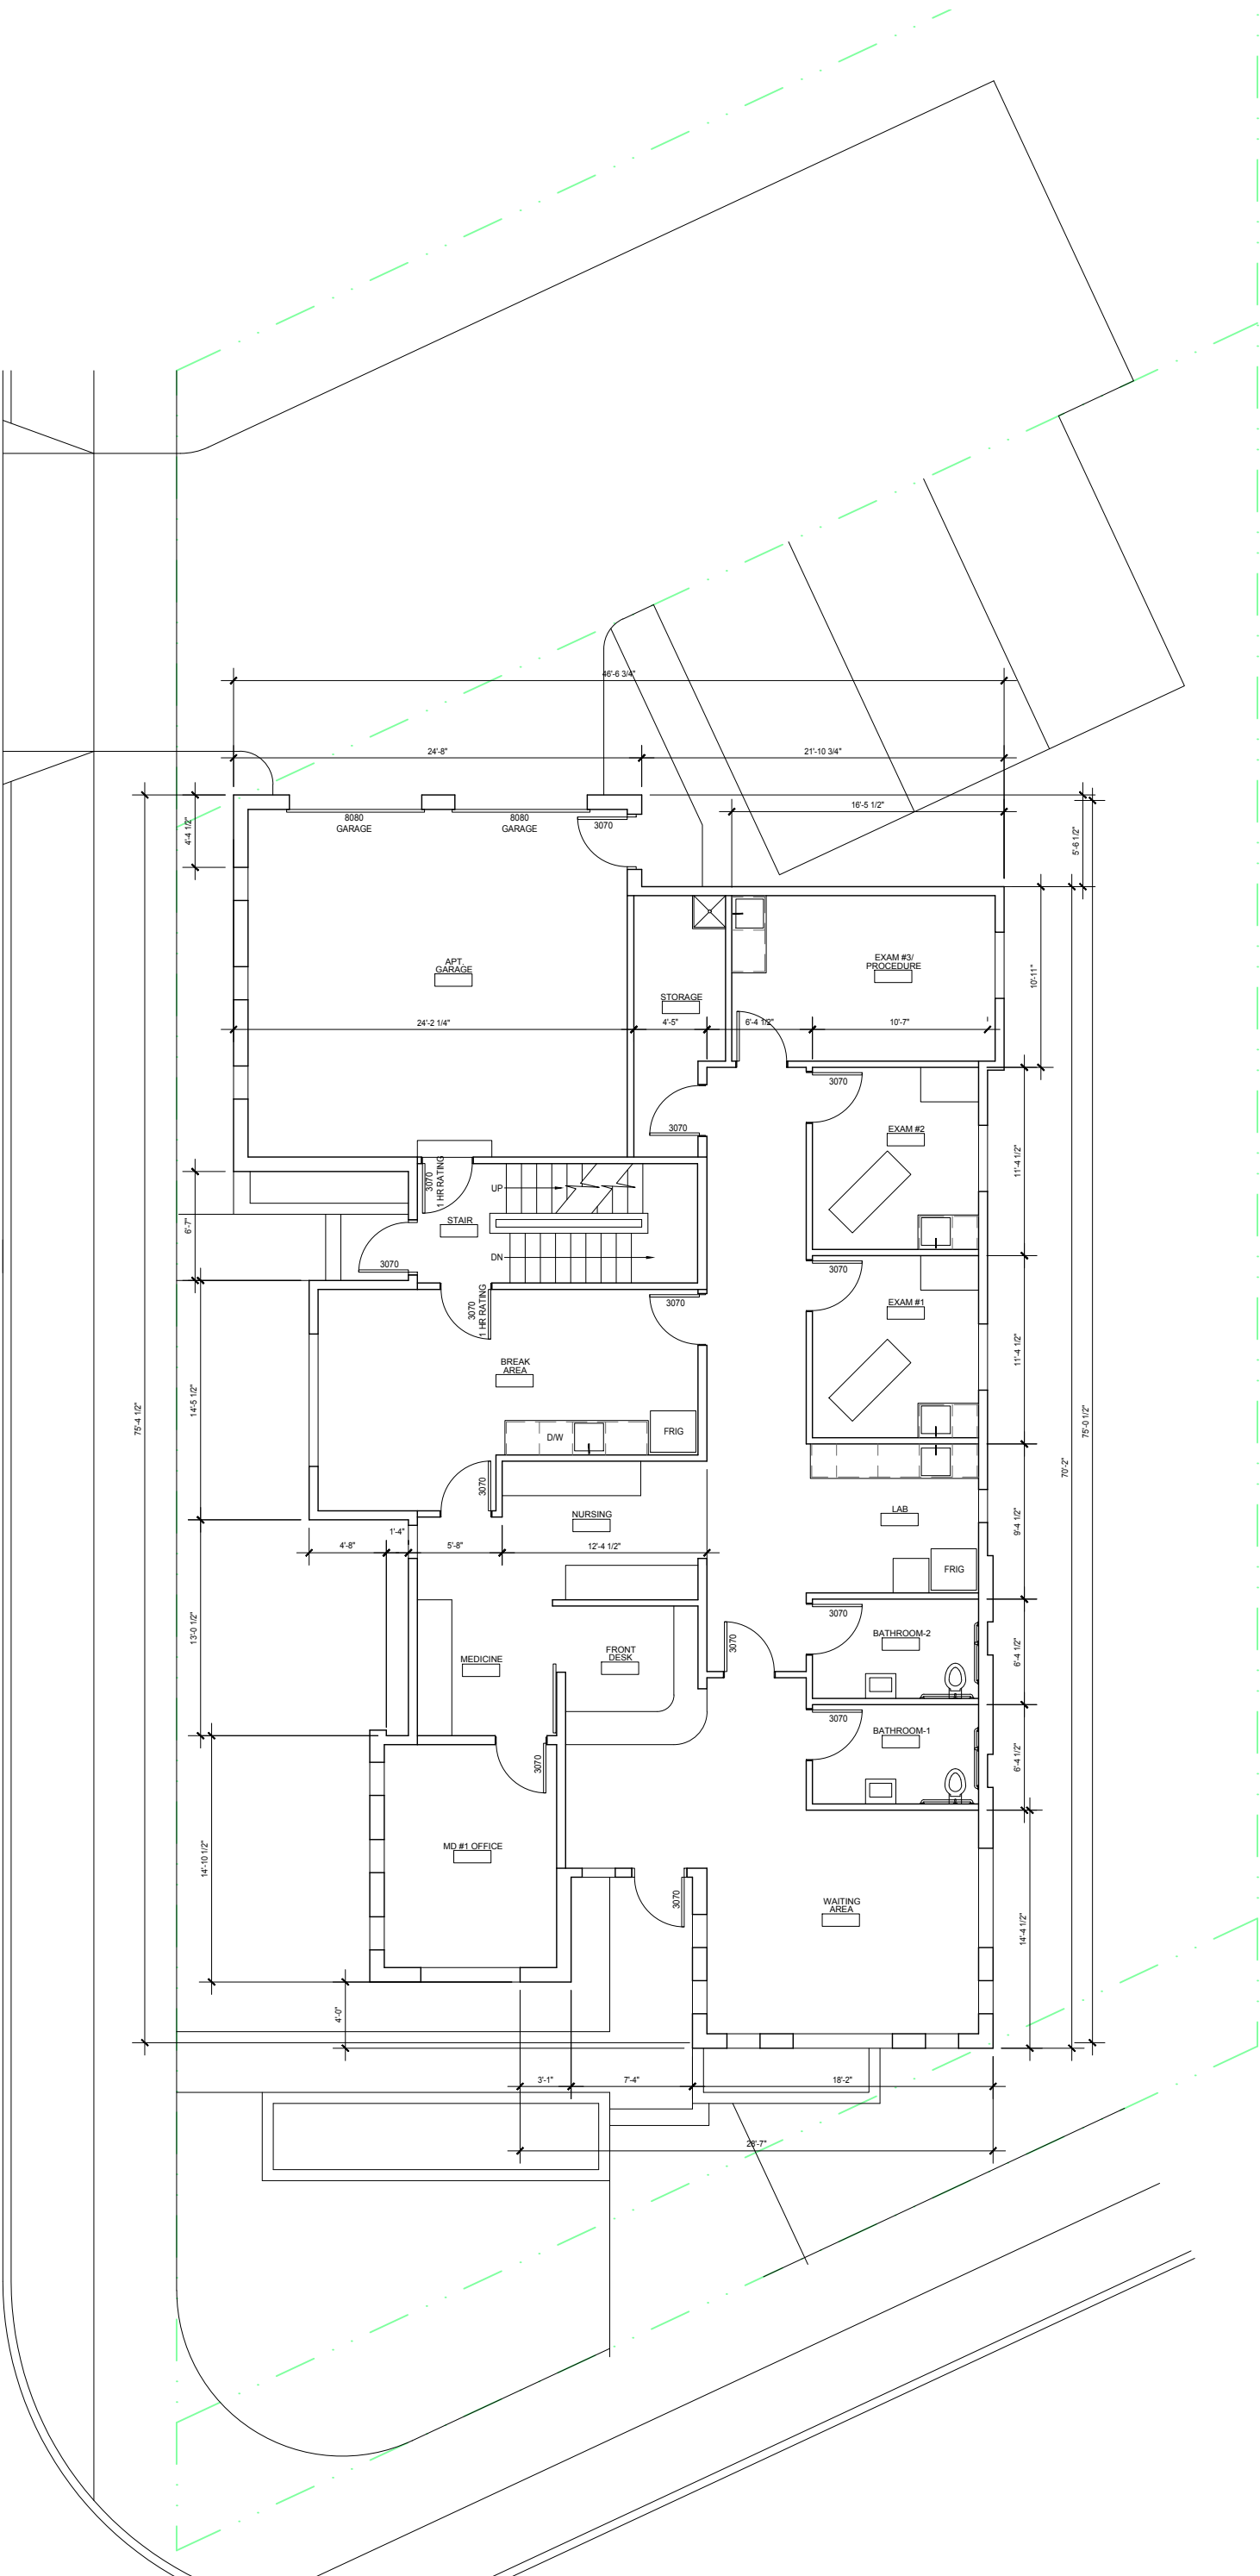 46'-6 3/4"
24'-8"
21'-10 3/4"
16'-5 1/2"
8080
GARAGE
8080
GARAGE
3070
4'-4 1/2"
5'-6 1/2"
APT.
GARAGE
EXAM #3/
PROCEDURE
10'-11"
STORAGE
24'-2 1/4"
4'-5"
6'-4 1/2"
10'-7"
3070
3070
EXAM #2
11'-4 1/2"
3070
1 HR RATING
UP
STAIR
6'-7"
DN
3070
3070
3070
1 HR RATING
3070
EXAM #1
11'-4 1/2"
BREAK
AREA
14'-5 1/2"
75'-4 1/2"
75'-0 1/2"
70'-2"
D/W
FRIG
3070
NURSING
LAB
9'-4 1/2"
1'-4"
4'-8"
5'-8"
12'-4 1/2"
FRIG
3070
13'-0 1/2"
MEDICINE
FRONT
DESK
3070
BATHROOM-2
6'-4 1/2"
3070
BATHROOM-1
6'-4 1/2"
3070
MD #1 OFFICE
14'-10 1/2"
3070
WAITING
AREA
14'-4 1/2"
4'-0"
3'-1"
7'-4"
18'-2"
28'-7"